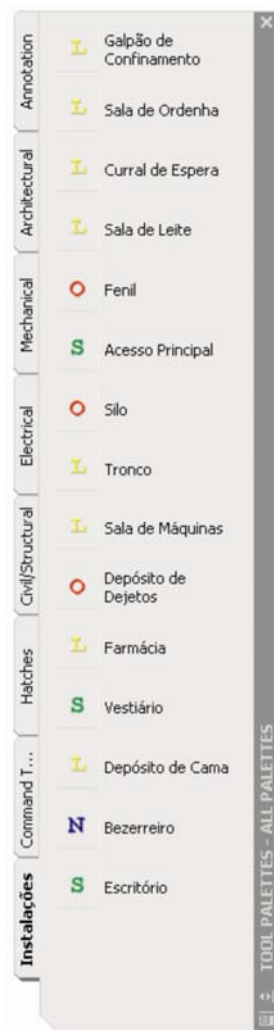 Annotation
Architectural
Mechanical
Electrical
Civil/Structural
Hatches
Command T...
Instalações
L Galpão de
Confinamento
L Sala de Ordenha
L Curral de Espera
L Sala de Leite
O Fenil
S Acesso Principal
O Silo
L Tronco
L Sala de Máquinas
O Depósito de
Dejetos
L Farmácia
S Vestiário
L Depósito de Cama
N Bezerreiro
S Escritório
TOOL PALETTES - ALL PALETTES